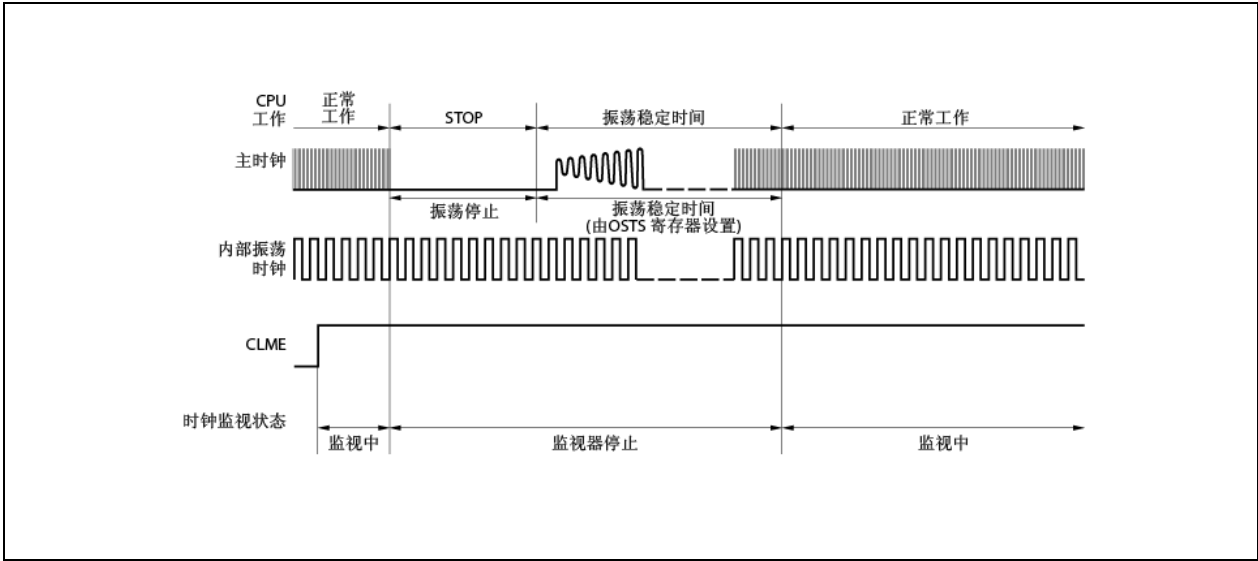 CPU
工作
正常
工作
STOP
振荡稳定时间
正常工作
主时钟
振荡停止
振荡稳定时间
(由OSTS 寄存器设置)
内部振荡
时钟
CLME
时钟监视状态
监视中
监视器停止
监视中